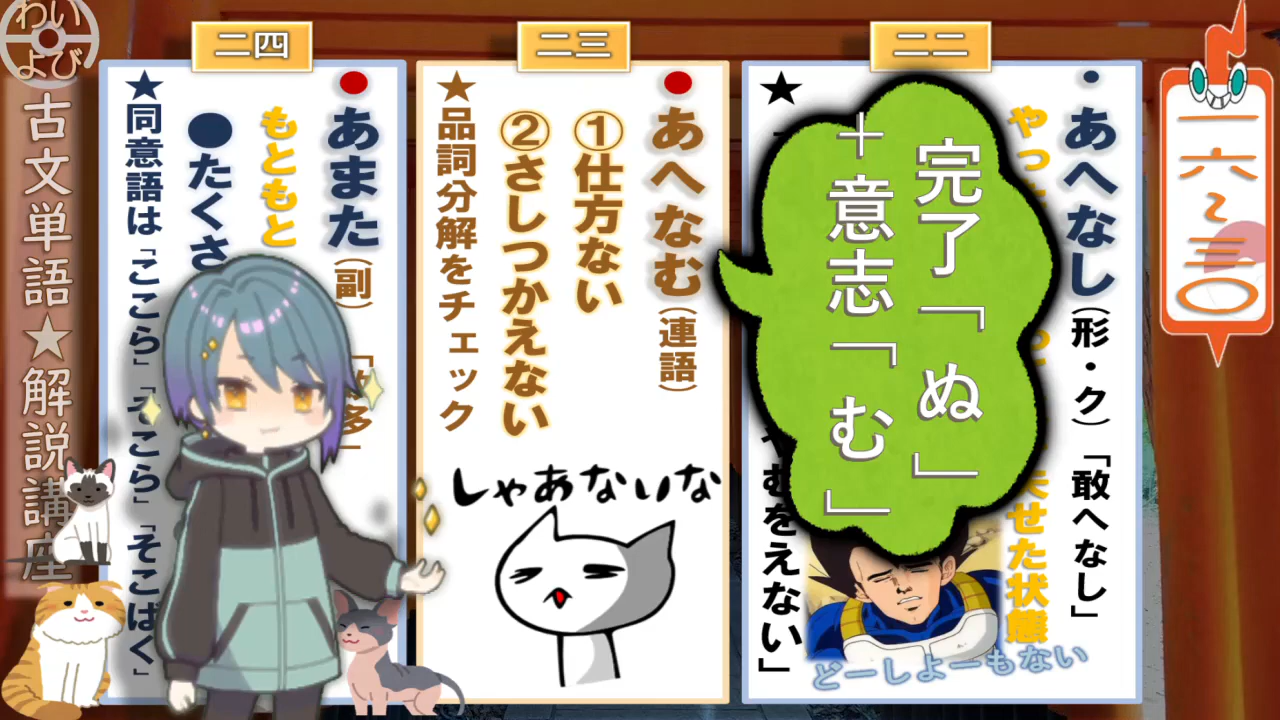 わい
よび
古文単語★解説講座
一六～三〇
二二
・あへなし（形・ク）「敢へなし」
やっ
失せた状態
完了「ぬ」
＋意志「む」
★
むをえない」
どーしよーもない
二三
●あへなむ（連語）
①仕方ない
②さしつかえない
★品詞分解をチェック
しゃあないな
二四
●あまた（副）
もともと
●たくさ
★同意語は「ここら」「そこら」「そこばく」